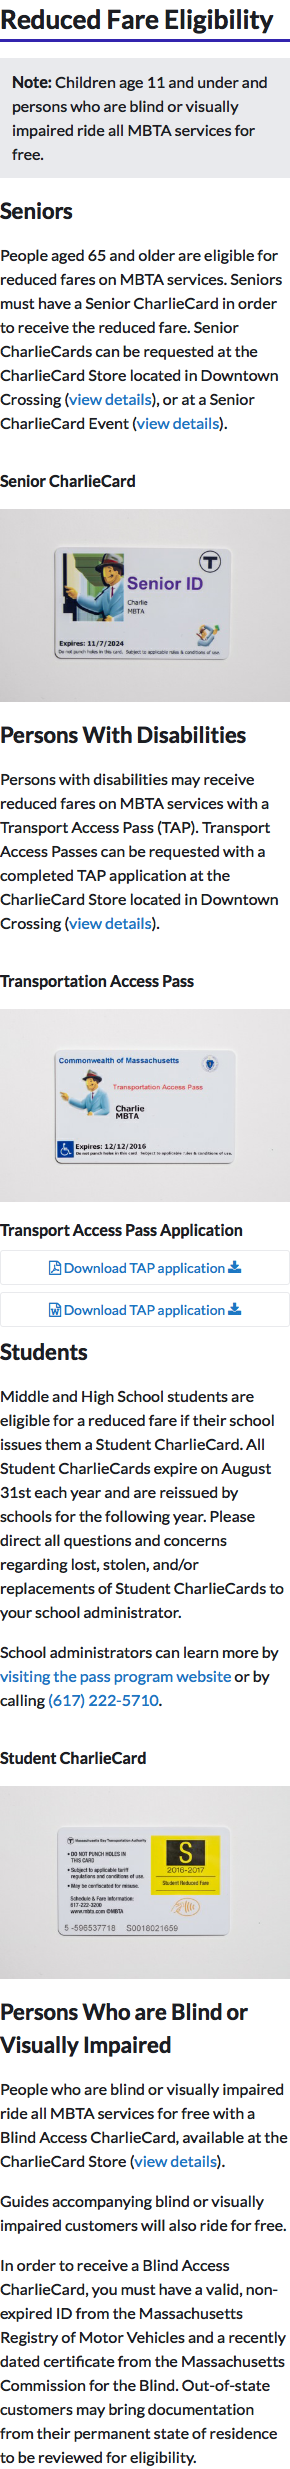 Reduced Fare Eligibility
Note: Children age 11 and under and
persons who are blind or visually
impaired ride all MBTA services for
free.
Seniors
People aged 65 and older are eligible for
reduced fares on MBTA services. Seniors
must have a Senior CharlieCard in order
to receive the reduced fare. Senior
CharlieCards can be requested at the
CharlieCard Store located in Downtown
Crossing (view details), or at a Senior
CharlieCard Event (view details).
Senior CharlieCard
T
Senior ID
Charlie
MBTA
Expires: 11/7/2024
Do not punch holes in this card. Subject to applicable rules & conditions of use.
Persons With Disabilities
Persons with disabilities may receive
reduced fares on MBTA services with a
Transport Access Pass (TAP). Transport
Access Passes can be requested with a
completed TAP application at the
CharlieCard Store located in Downtown
Crossing (view details).
Transportation Access Pass
Commonwealth of Massachusetts
Transportation Access Pass
Charlie
MBTA
Expires: 12/12/2016
Do not punch holes in this card. Subject to applicable rules & conditions of use.
Transport Access Pass Application
Download TAP application
Download TAP application
Students
Middle and High School students are
eligible for a reduced fare if their school
issues them a Student CharlieCard. All
Student CharlieCards expire on August
31st each year and are reissued by
schools for the following year. Please
direct all questions and concerns
regarding lost, stolen, and/or
replacements of Student CharlieCards to
your school administrator.
School administrators can learn more by
visiting the pass program website or by
calling (617) 222-5710.
Student CharlieCard
T Massachusetts Bay Transportation Authority
• DO NOT PUNCH HOLES IN
THIS CARD
• Subject to applicable tariff
regulations and conditions of use.
• May be confiscated for misuse.
Schedule & Fare Information:
617-222-3200
www.mbta.com ©MBTA
5 -596537718 S0018021659
S
2016-2017
Student Reduced Fare
Persons Who are Blind or
Visually Impaired
People who are blind or visually impaired
ride all MBTA services for free with a
Blind Access CharlieCard, available at the
CharlieCard Store (view details).
Guides accompanying blind or visually
impaired customers will also ride for free.
In order to receive a Blind Access
CharlieCard, you must have a valid, non-
expired ID from the Massachusetts
Registry of Motor Vehicles and a recently
dated certificate from the Massachusetts
Commission for the Blind. Out-of-state
customers may bring documentation
from their permanent state of residence
to be reviewed for eligibility.